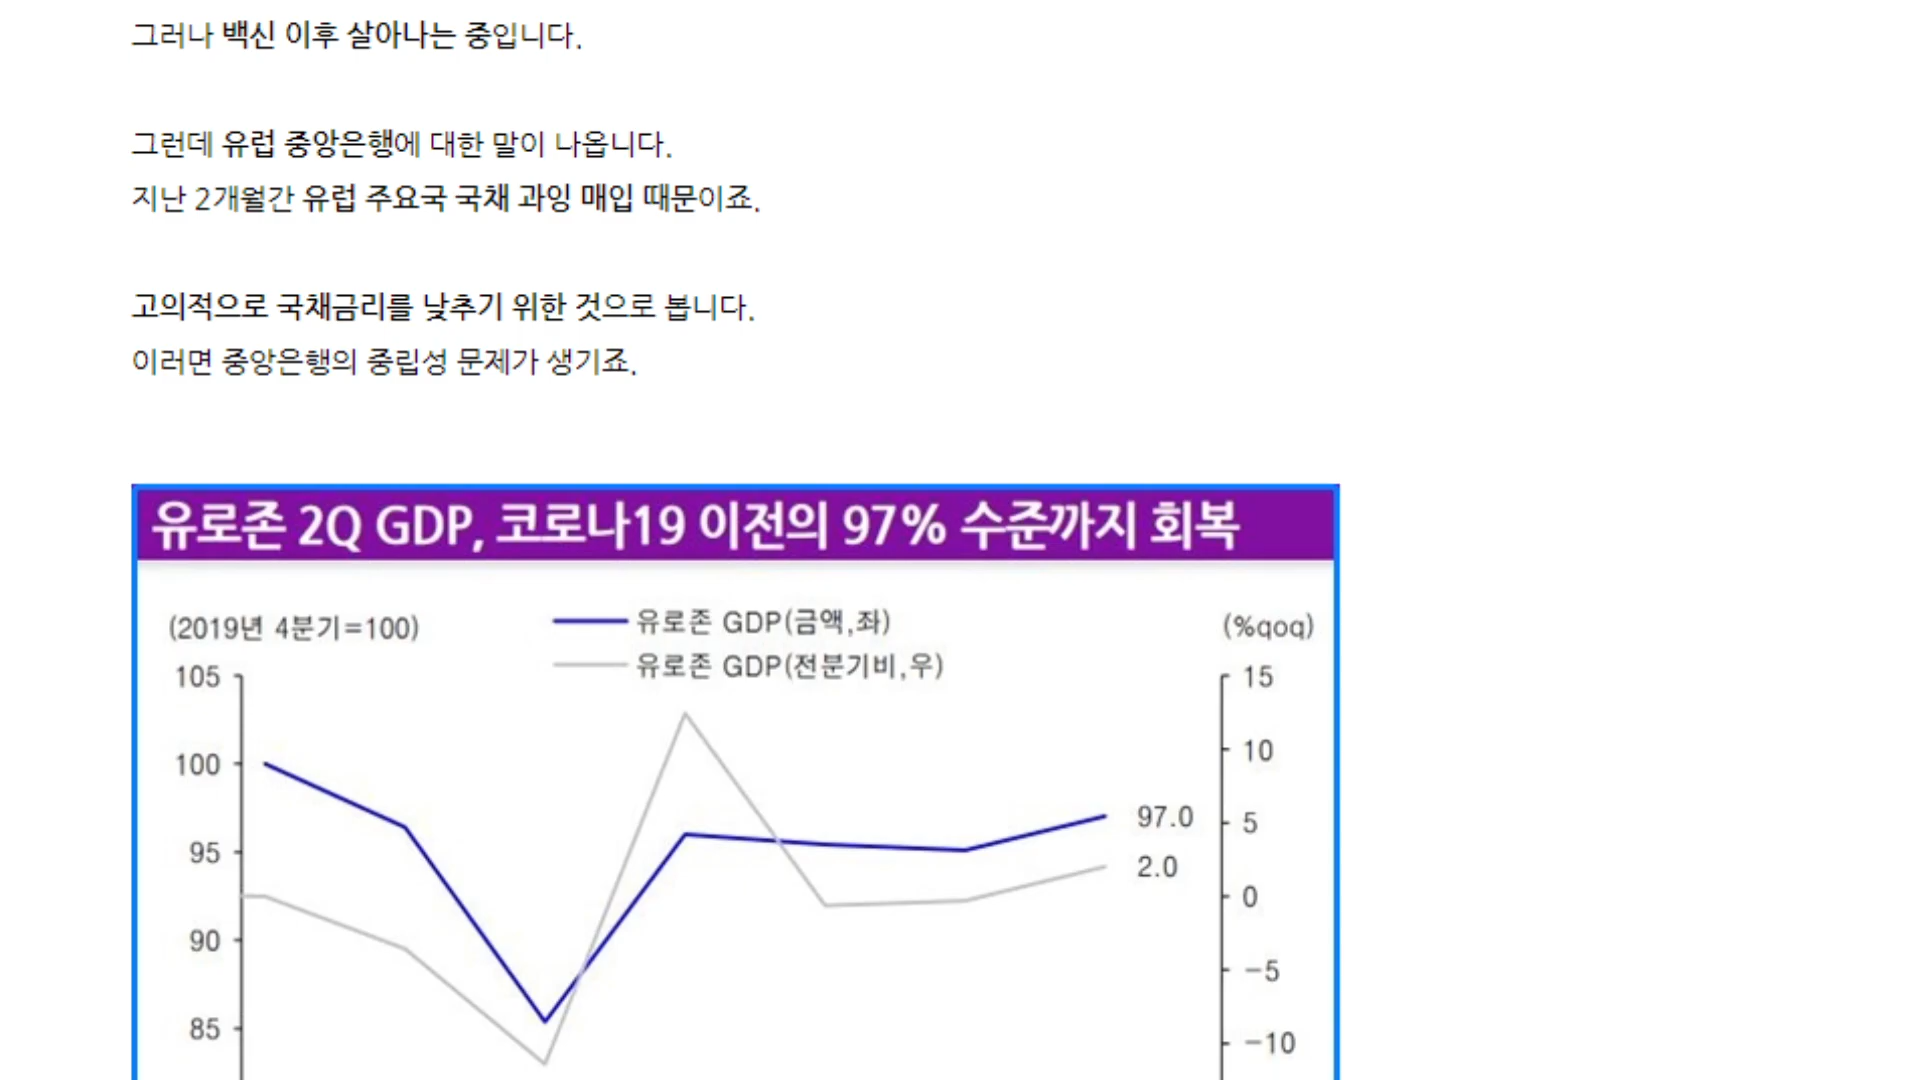 그러나 백신 이후 살아나는 중입니다.
그런데 유럽 중앙은행에 대한 말이 나옵니다.
지난 2개월간 유럽 주요국 국채 과잉 매입 때문이죠.
고의적으로 국채금리를 낮추기 위한 것으로 봅니다.
이러면 중앙은행의 중립성 문제가 생기죠.
유로존 2Q GDP, 코로나19 이전의 97% 수준까지 회복
(2019년 4분기=100)
유로존 GDP(금액,좌)
유로존 GDP(전분기비,우)
(%qoq)
105
100
95
90
85
97.0
2.0
15
10
5
0
-5
-10